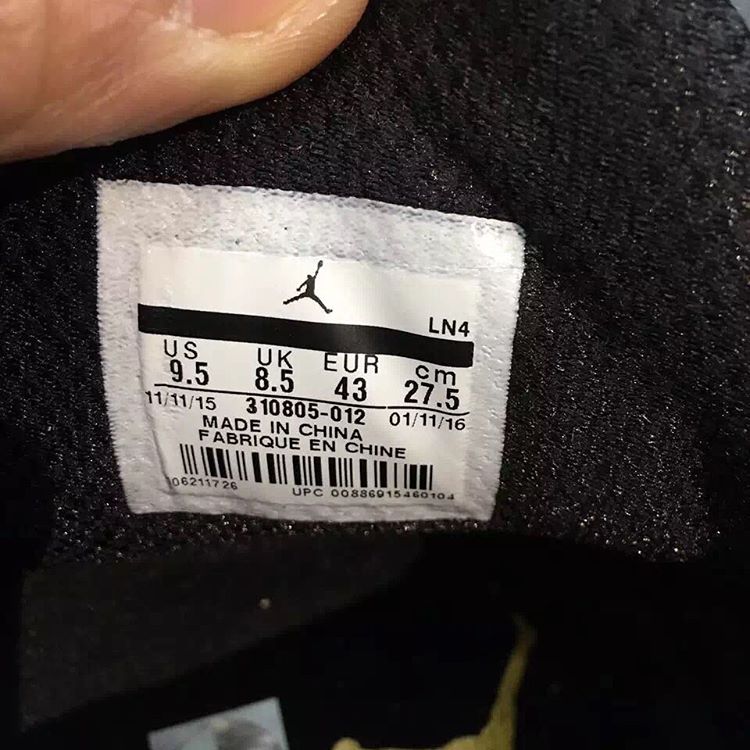 LN4
US UK EUR cm
9.5 8.5 43 27.5
11/11/15 310805-012 01/11/16
MADE IN CHINA
FABRIQUE EN CHINE
06211726
UPC 00886915460104